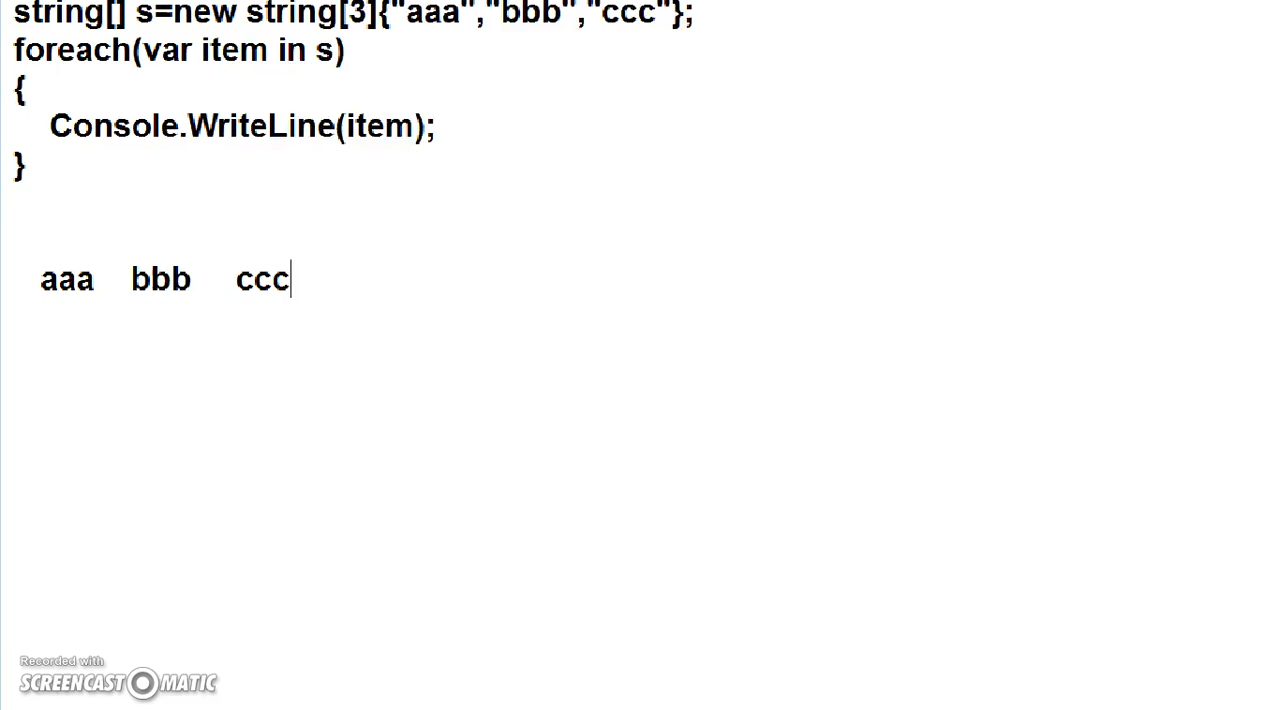 string[] s=new string[3]{"aaa","bbb","ccc"};
foreach(var item in s)
{
Console.WriteLine(item);
}
aaa bbb ccc
Recorded with
SCREENCAST MATIC